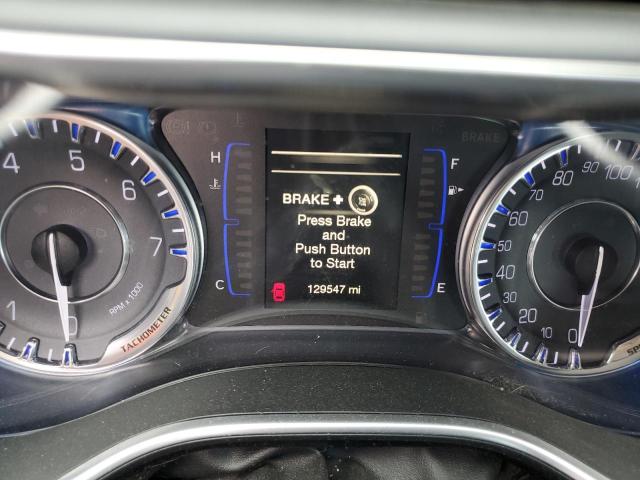 BRAKE
H
F
C
E
BRAKE +
Press Brake
and
Push Button
to Start
129547 mi
0
1
4
5
6
7
RPM x 1000
TACHOMETER
0
10
20
30
40
50
60
70
80
90
100